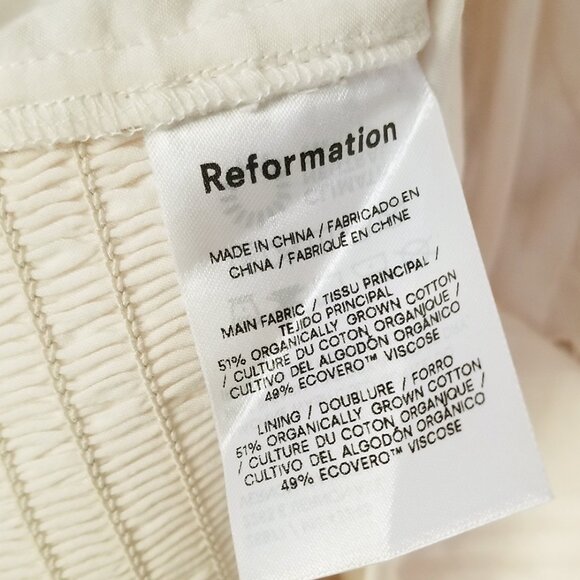 Reformation
MADE IN CHINA / FABRICADO EN
CHINA / FABRIQUÉ EN CHINE
MAIN FABRIC / TISSU PRINCIPAL /
TEJIDO PRINCIPAL
51% ORGANICALLY GROWN COTTON
/ CULTURE DU COTON ORGANIQUE /
CULTIVO DEL ALGODÓN ORGÁNICO
49% ECOVERO™ VISCOSE
LINING / DOUBLURE / FORRO
51% ORGANICALLY GROWN COTTON
/ CULTURE DU COTON ORGANIQUE /
CULTIVO DEL ALGODÓN ORGÁNICO
49% ECOVERO™ VISCOSE